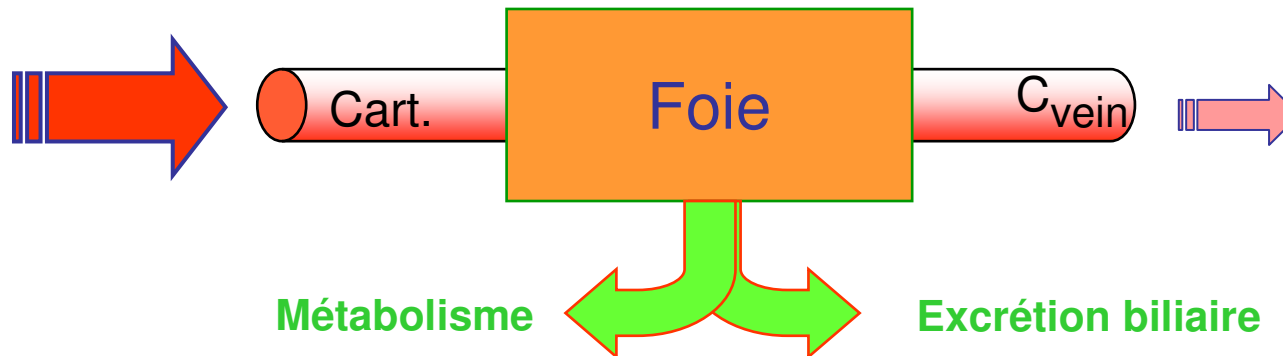 Cart.
Foie
Cvein
Métabolisme
Excrétion biliaire